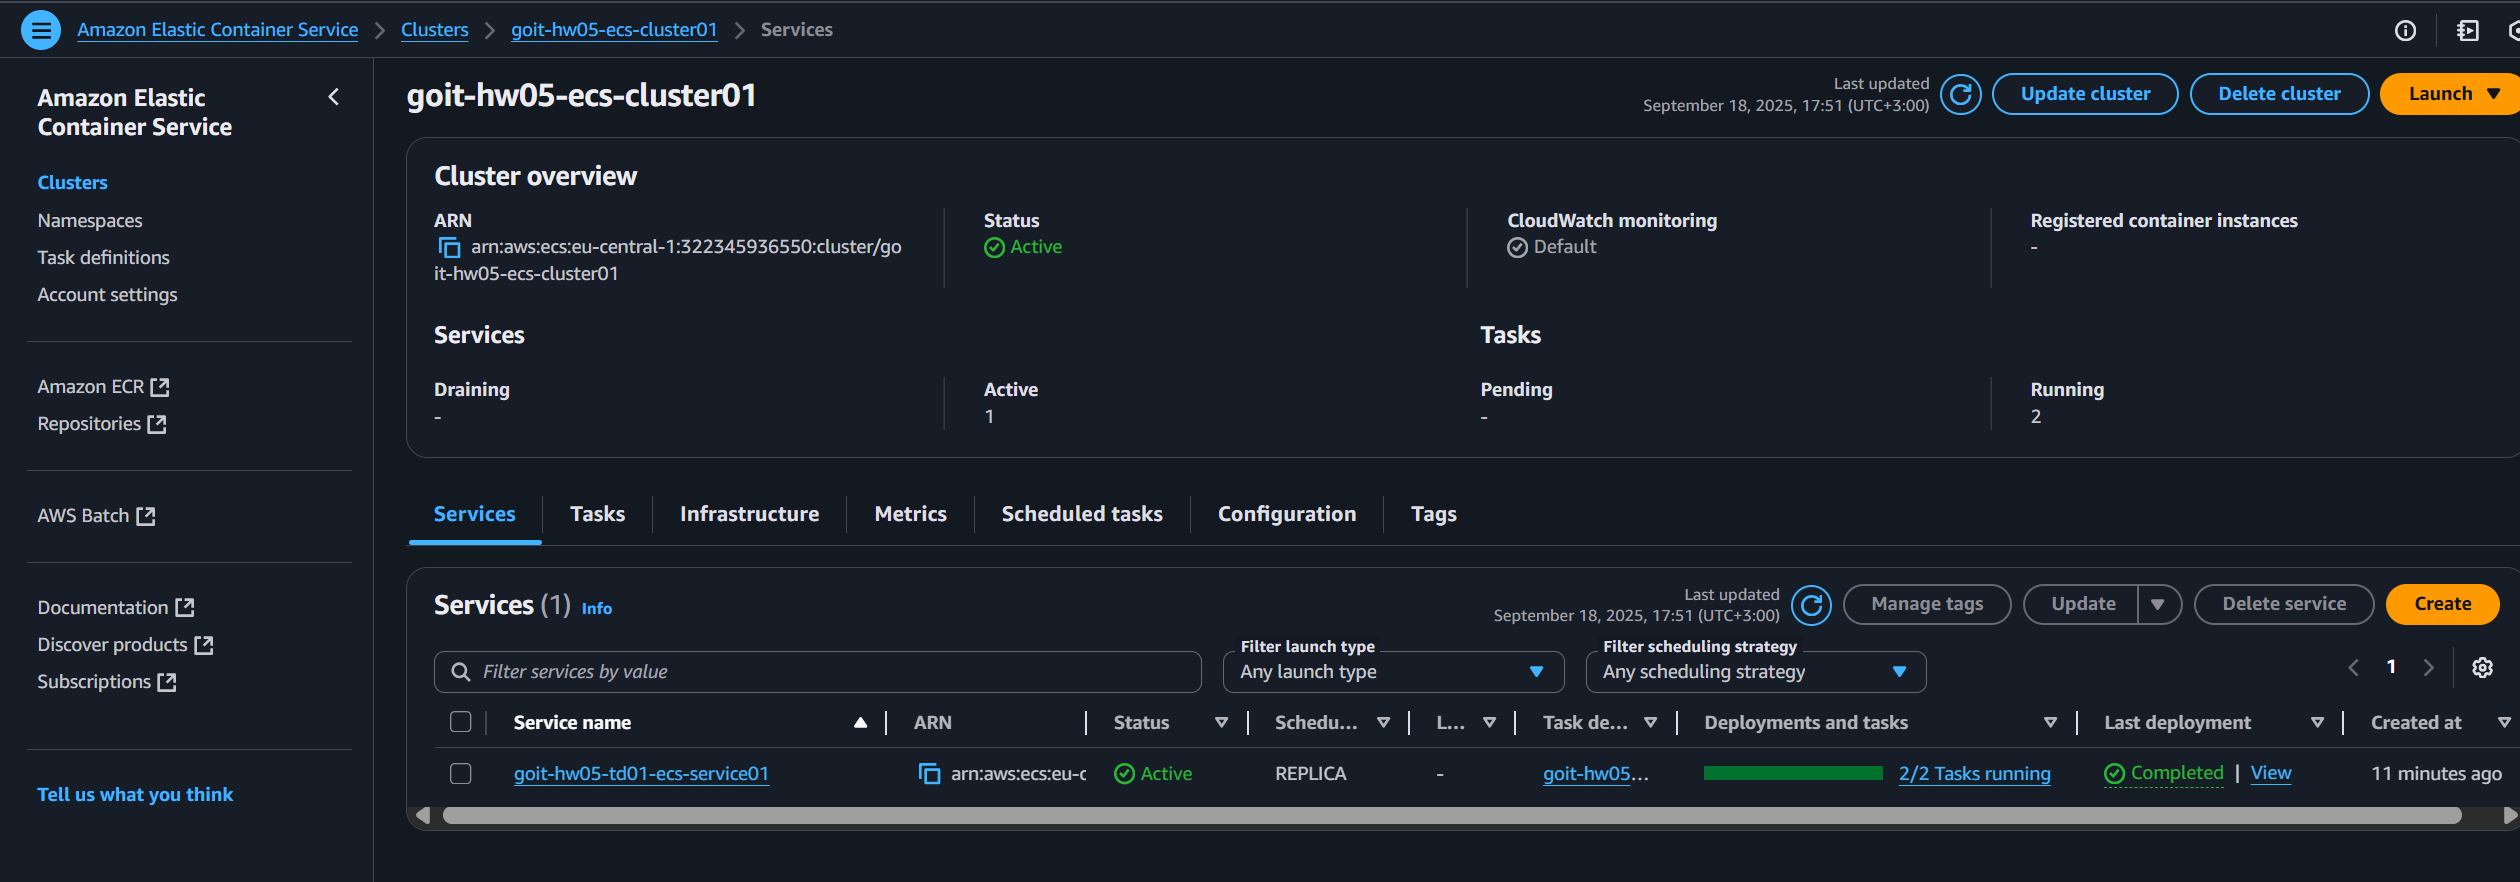 Amazon Elastic Container Service > Clusters > goit-hw05-ecs-cluster01 > Services
Amazon Elastic
Container Service
Clusters
Namespaces
Task definitions
Account settings
Amazon ECR
Repositories
AWS Batch
Documentation
Discover products
Subscriptions
Tell us what you think
goit-hw05-ecs-cluster01
Last updated
September 18, 2025, 17:51 (UTC+3:00)
Update cluster
Delete cluster
Launch
Cluster overview
ARN
arn:aws:ecs:eu-central-1:322345936550:cluster/go
it-hw05-ecs-cluster01
Status
Active
CloudWatch monitoring
Default
Registered container instances
-
Services
Draining
-
Active
1
Tasks
Pending
-
Running
2
Services Tasks Infrastructure Metrics Scheduled tasks Configuration Tags
Services (1) Info
Last updated
September 18, 2025, 17:51 (UTC+3:00)
Manage tags
Update
Delete service
Create
Filter services by value
Filter launch type
Any launch type
Filter scheduling strategy
Any scheduling strategy
1
Service name ARN Status Schedu... L... Task de... Deployments and tasks Last deployment Created at
goit-hw05-td01-ecs-service01 arn:aws:ecs:eu-c Active REPLICA - goit-hw05... 2/2 Tasks running Completed | View 11 minutes ago